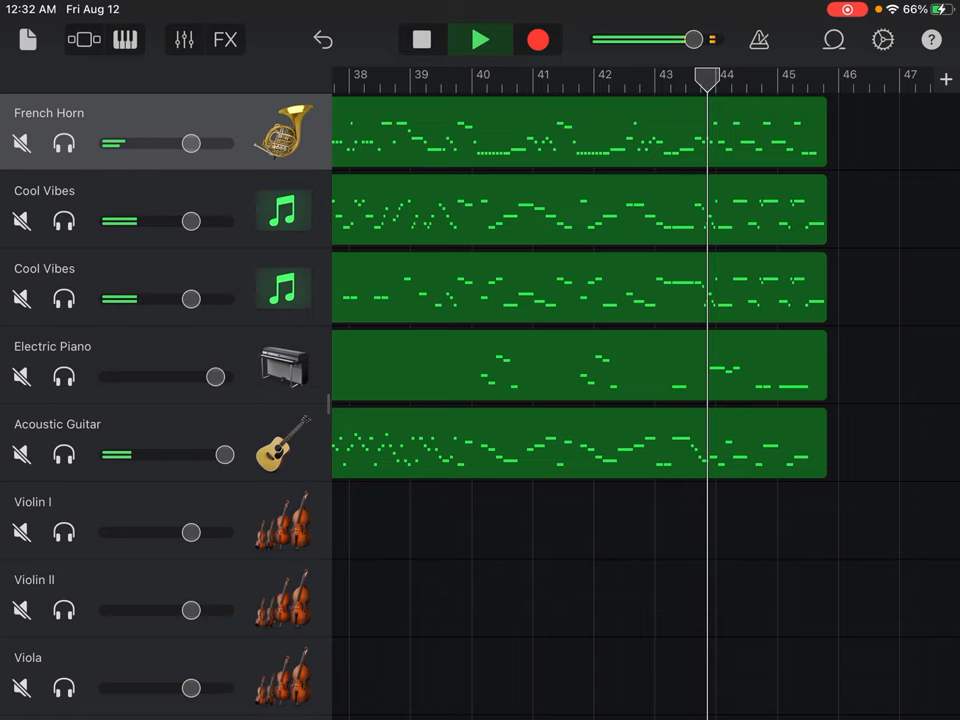 12:32 AM Fri Aug 12
66%
FX
?
38 39 40 41 42 43 44 45 46 47 +
French Horn
Cool Vibes
Cool Vibes
Electric Piano
Acoustic Guitar
Violin I
Violin II
Viola